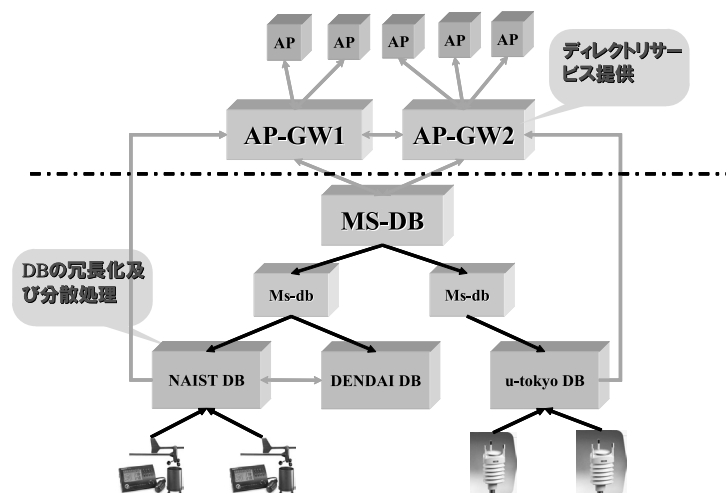 AP
AP
AP
AP
AP
ディレクトリサー
ビス提供
AP-GW1
AP-GW2
MS-DB
DBの冗長化及
び分散処理
Ms-db
Ms-db
NAIST DB
DENDAI DB
u-tokyo DB